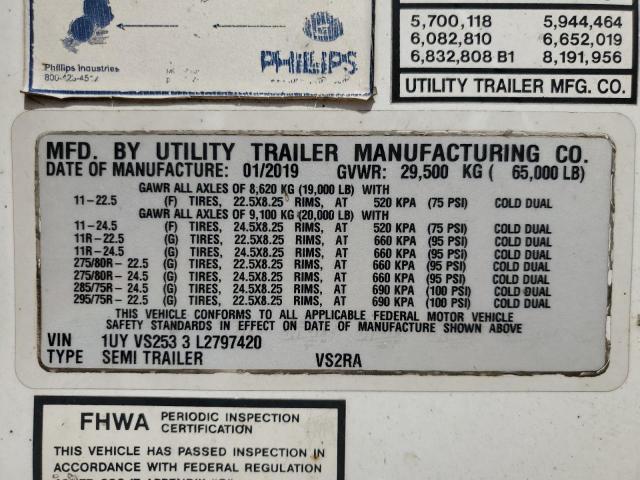 Phillips Industries
PHILLIPS
5,700,118 5,944,464
6,082,810 6,652,019
6,832,808 B1 8,191,956
UTILITY TRAILER MFG. CO.
MFD. BY UTILITY TRAILER MANUFACTURING CO.
DATE OF MANUFACTURE: 01/2019 GVWR: 29,500 KG ( 65,000 LB)
GAWR ALL AXLES OF 8,620 KG (19,000 LB) WITH
11-22.5 (F) TIRES, 22.5X8.25 RIMS, AT 520 KPA (75 PSI) COLD DUAL
GAWR ALL AXLES OF 9,100 KG (20,000 LB) WITH
11-24.5 (F) TIRES, 24.5X8.25 RIMS, AT 520 KPA (75 PSI) COLD DUAL
11R-22.5 (G) TIRES, 22.5X8.25 RIMS, AT 660 KPA (95 PSI) COLD DUAL
11R-24.5 (G) TIRES, 24.5X8.25 RIMS, AT 660 KPA (95 PSI) COLD DUAL
275/80R-22.5 (G) TIRES, 22.5X8.25 RIMS, AT 660 KPA (95 PSI) COLD DUAL
275/80R-24.5 (G) TIRES, 24.5X8.25 RIMS, AT 660 KPA (95 PSI) COLD DUAL
285/75R-24.5 (G) TIRES, 24.5X8.25 RIMS, AT 690 KPA (100 PSI) COLD DUAL
295/75R-22.5 (G) TIRES, 22.5X8.25 RIMS, AT 690 KPA (100 PSI) COLD DUAL
THIS VEHICLE CONFORMS TO ALL APPLICABLE FEDERAL MOTOR VEHICLE
SAFETY STANDARDS IN EFFECT ON DATE OF MANUFACTURE SHOWN ABOVE
VIN 1UY VS253 3 L2797420
TYPE SEMI TRAILER VS2RA
FHWA PERIODIC INSPECTION
CERTIFICATION
THIS VEHICLE HAS PASSED INSPECTION IN
ACCORDANCE WITH FEDERAL REGULATION